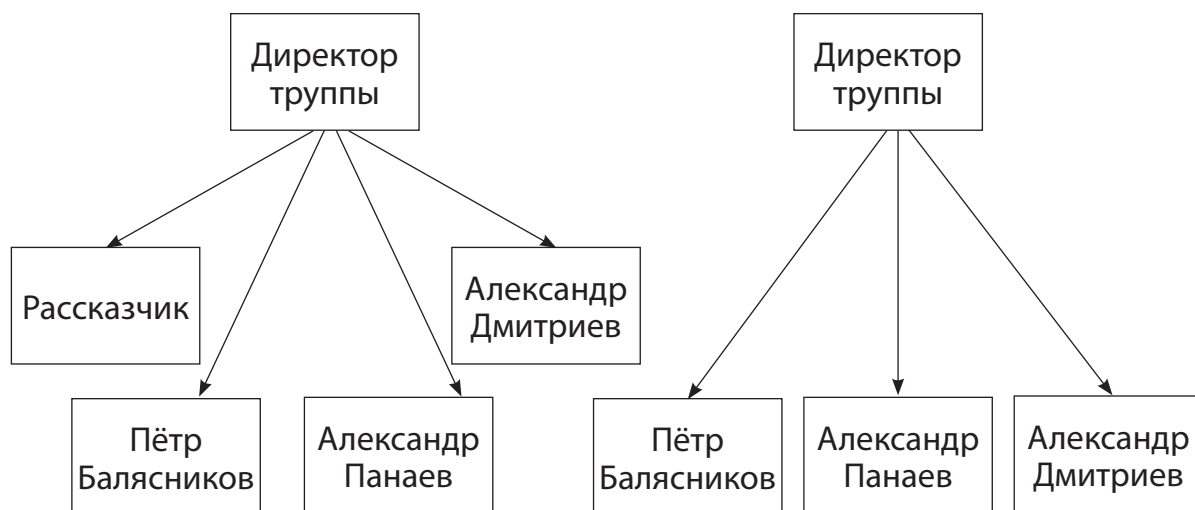 Директор
труппы
Рассказчик
Александр
Дмитриев
Пётр
Балясников
Александр
Панаев
Директор
труппы
Пётр
Балясников
Александр
Панаев
Александр
Дмитриев